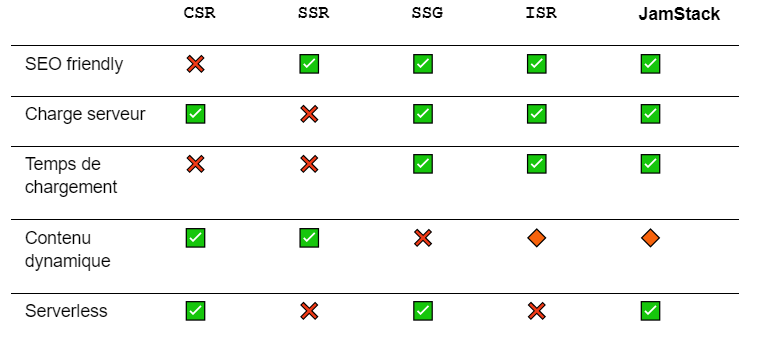 CSR SSR SSG ISR JamStack
SEO friendly
Charge serveur
Temps de
chargement
Contenu
dynamique
Serverless